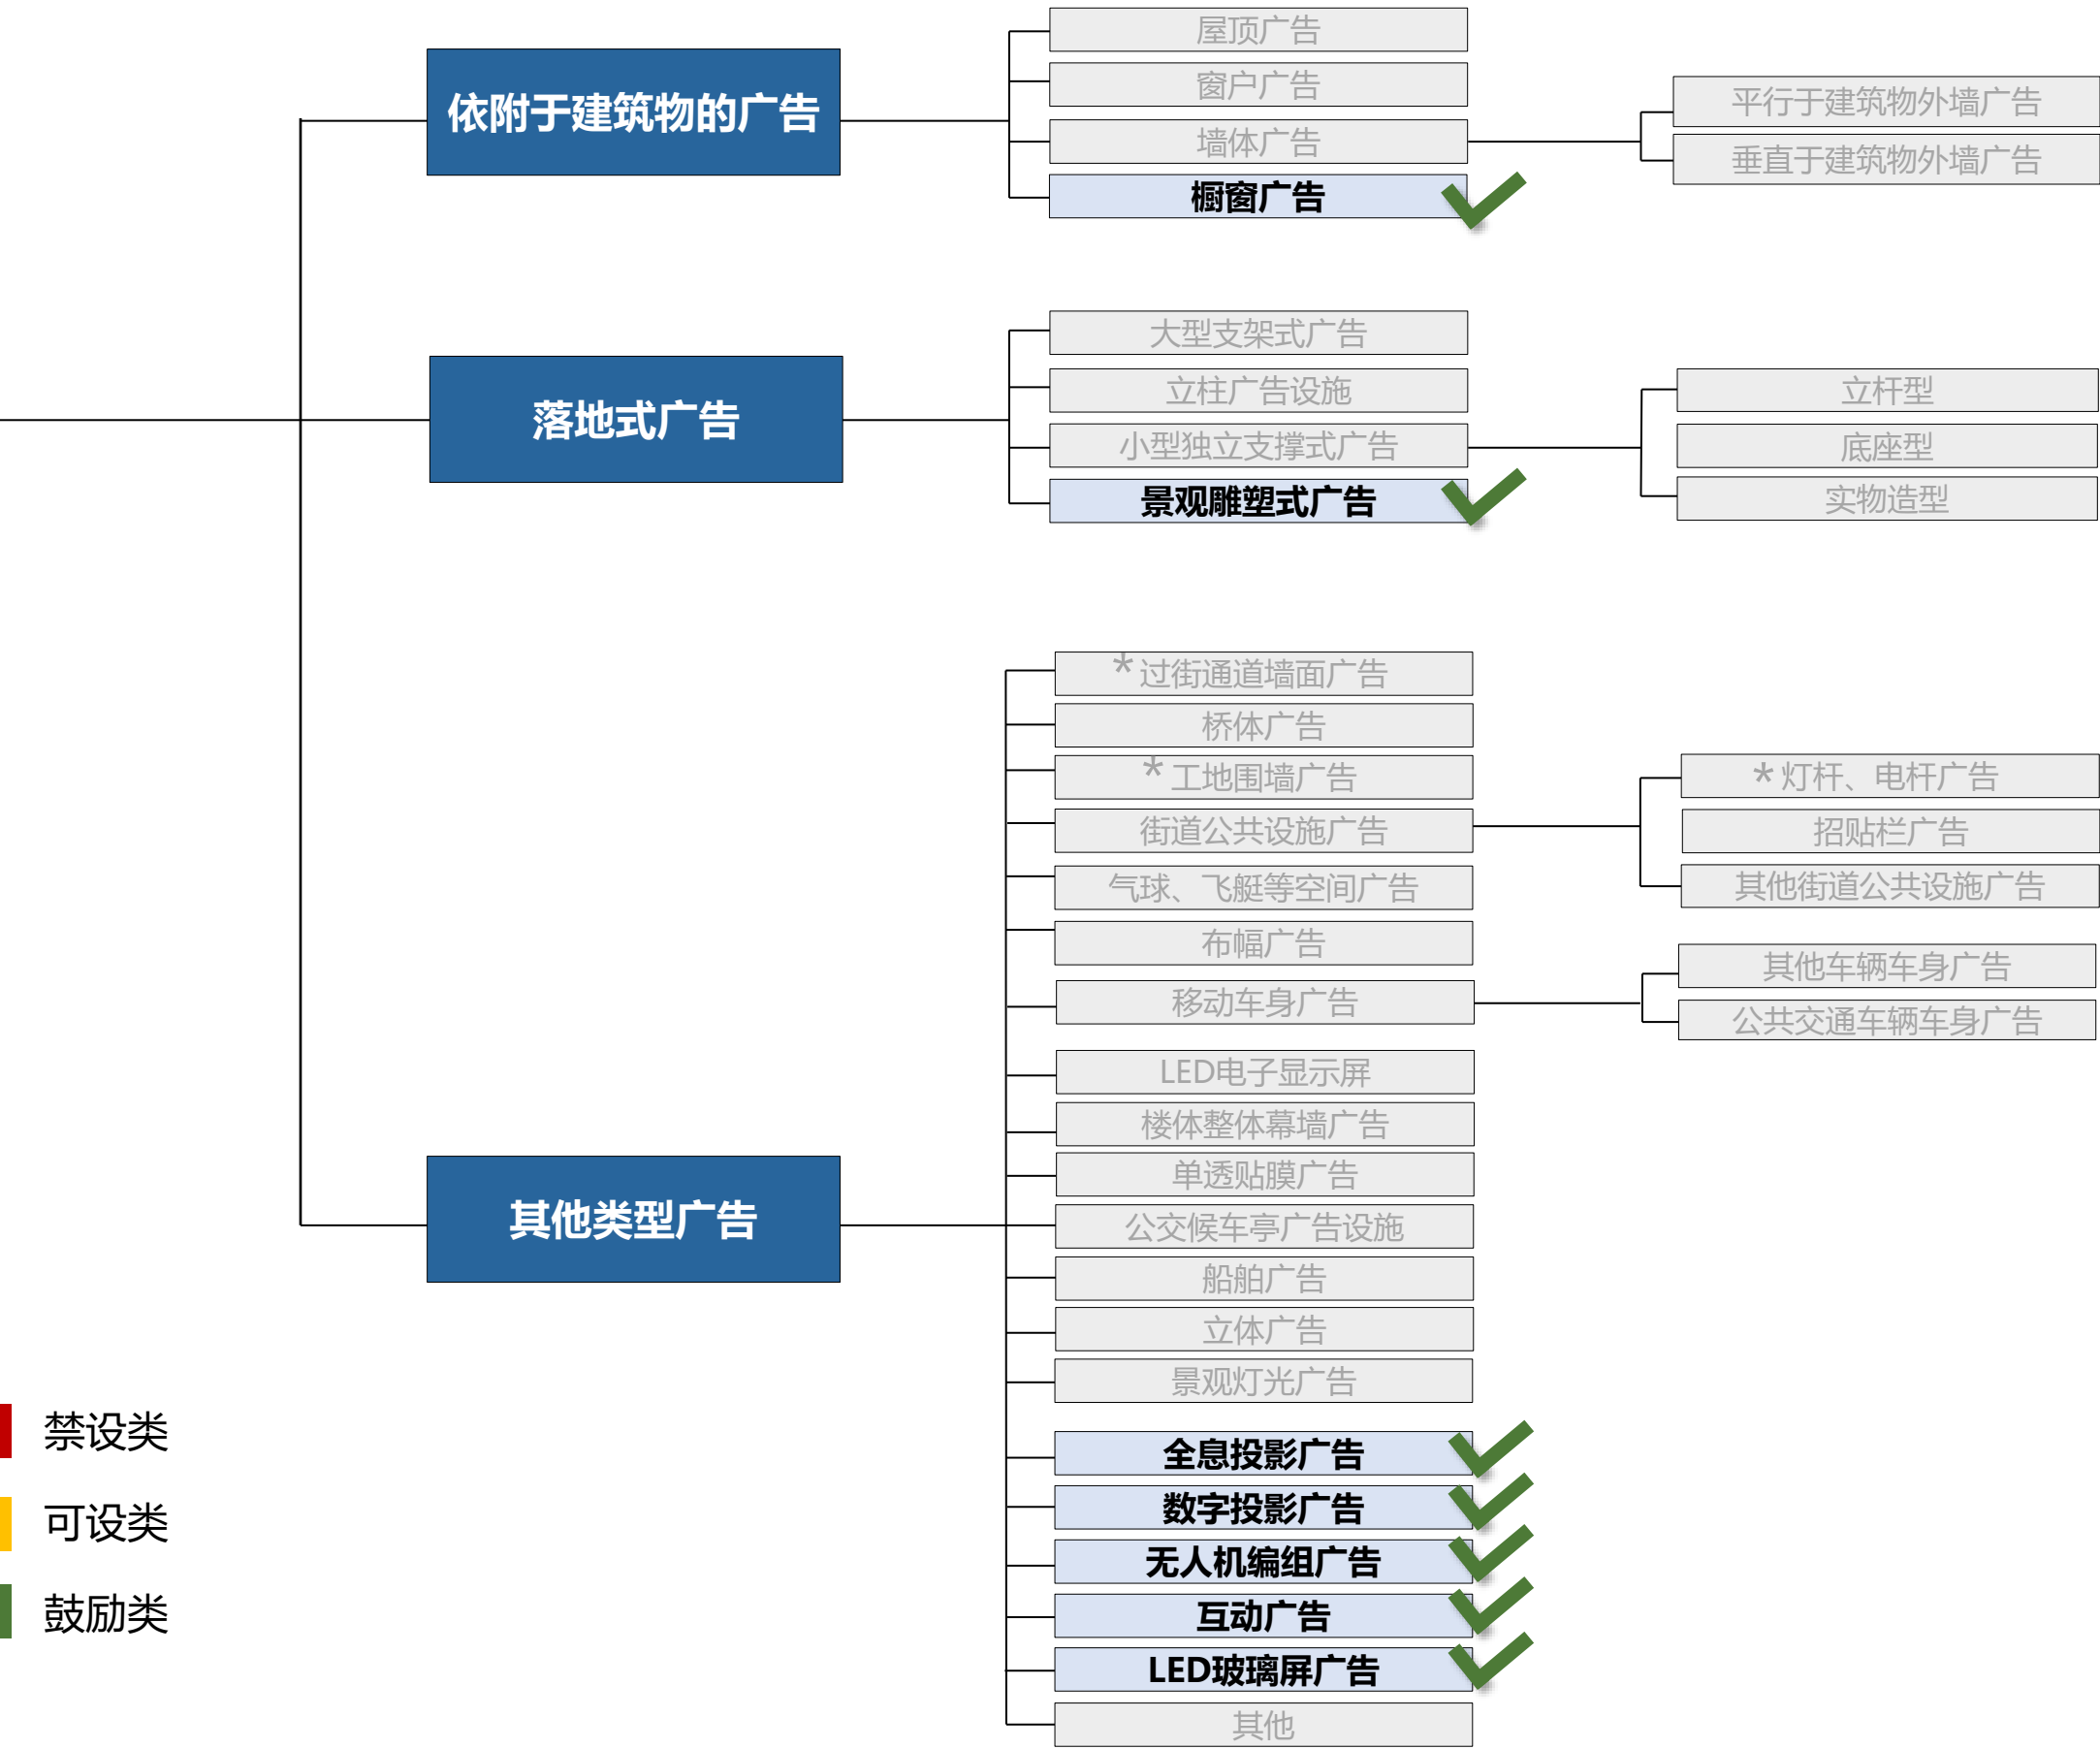 依附于建筑物的广告
屋顶广告
窗户广告
墙体广告
平行于建筑物外墙广告
垂直于建筑物外墙广告
橱窗广告
落地式广告
大型支架式广告
立柱广告设施
小型独立支撑式广告
立杆型
底座型
实物造型
景观雕塑式广告
其他类型广告
*过街通道墙面广告
桥体广告
*工地围墙广告
街道公共设施广告
*灯杆、电杆广告
招贴栏广告
其他街道公共设施广告
气球、飞艇等空间广告
布幅广告
移动车身广告
其他车辆车身广告
公共交通车辆车身广告
LED电子显示屏
楼体整体幕墙广告
单透贴膜广告
公交候车亭广告设施
船舶广告
立体广告
景观灯光广告
全息投影广告
数字投影广告
无人机编组广告
互动广告
LED玻璃屏广告
其他
禁设类
可设类
鼓励类